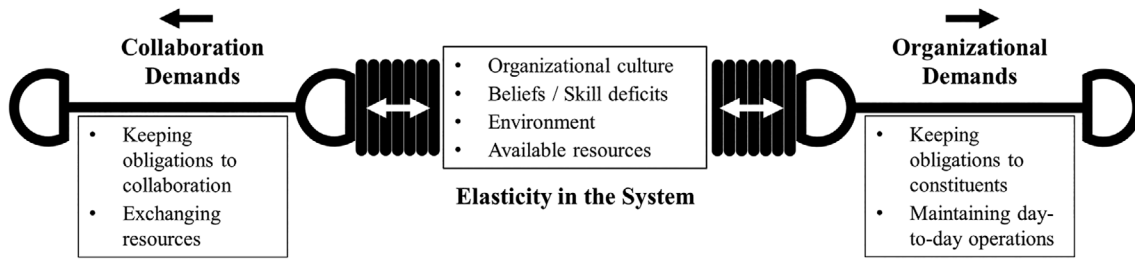 Collaboration
Demands
• Keeping
obligations to
collaboration
• Exchanging
resources
• Organizational culture
• Beliefs / Skill deficits
• Environment
• Available resources
Elasticity in the System
Organizational
Demands
• Keeping
obligations to
constituents
• Maintaining day-
to-day operations